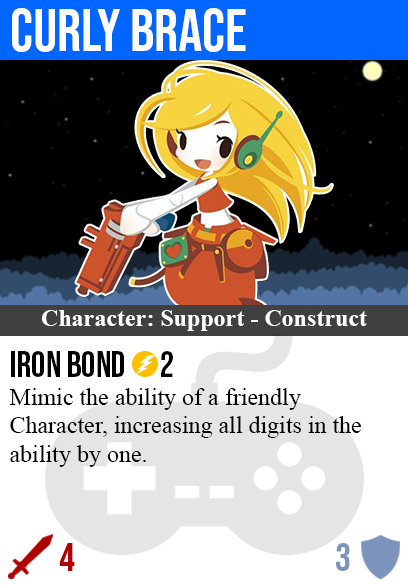 CURLY BRACE
Character: Support - Construct
IRON BOND 2
Mimic the ability of a friendly
Character, increasing all digits in the
ability by one.
4 3